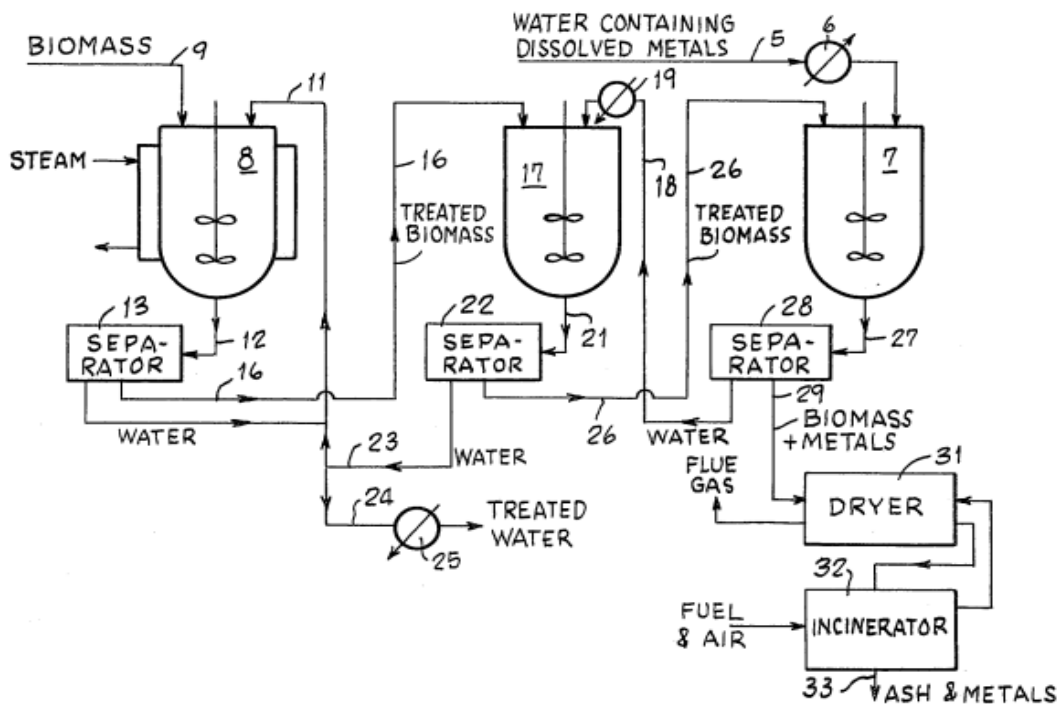 BIOMASS
9
11
WATER CONTAINING
DISSOLVED METALS
5
6
19
STEAM
8
16
17
18
26
7
TREATED
BIOMASS
TREATED
BIOMASS
13
SEPA-
RATOR
12
22
SEPA-
RATOR
21
28
SEPA-
RATOR
27
16
WATER
26
WATER
29
BIOMASS
+METALS
23
WATER
FLUE
GAS
31
DRYER
24
25
TREATED
WATER
32
FUEL
& AIR
INCINERATOR
33
ASH & METALS